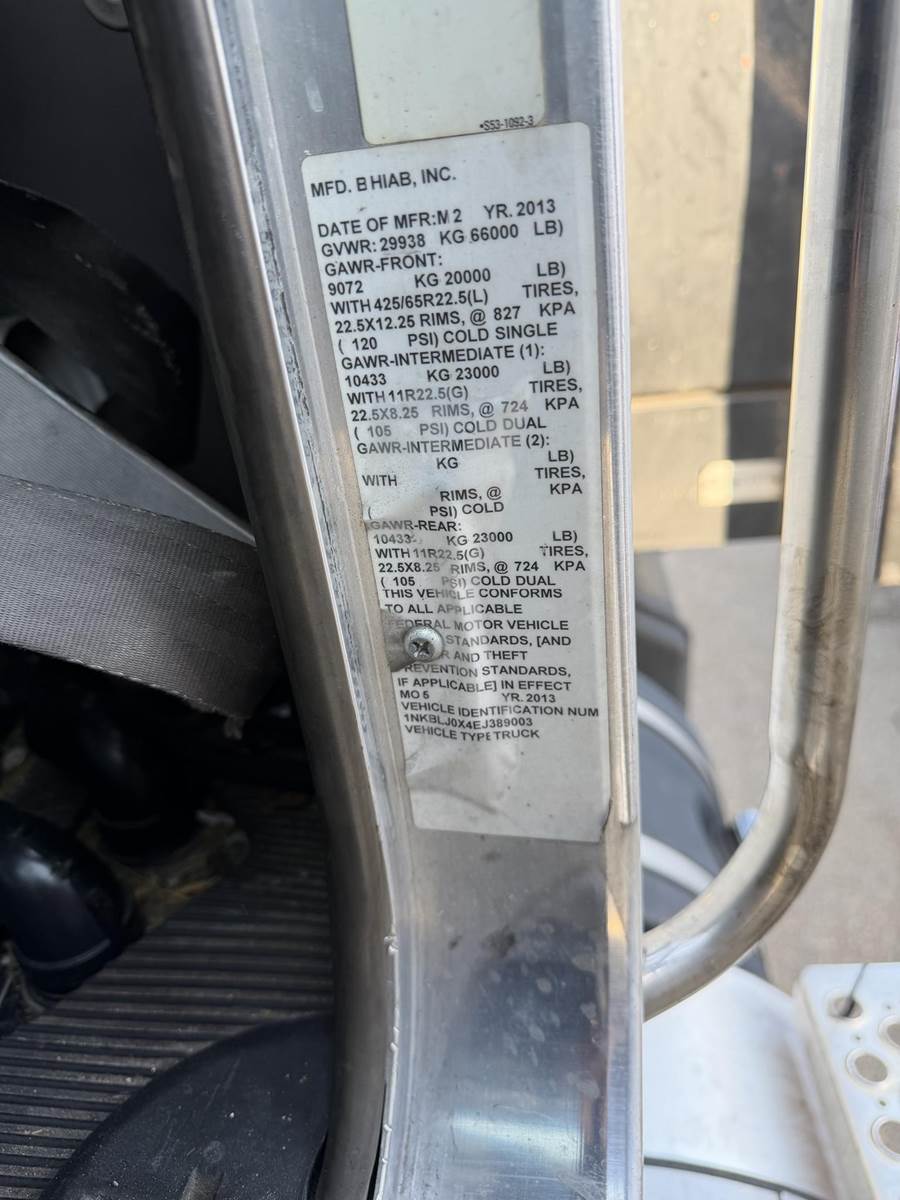 •S53-1092-3
MFD. B HIAB, INC.
DATE OF MFR:M 2 YR. 2013
GVWR: 29938 KG 66000 LB)
GAWR-FRONT:
9072 KG 20000 LB)
WITH 425/65R22.5(L) TIRES,
22.5X12.25 RIMS, @ 827 KPA
( 120 PSI) COLD SINGLE
GAWR-INTERMEDIATE (1):
10433 KG 23000 LB)
WITH 11R22.5(G) TIRES,
22.5X8.25 RIMS, @ 724 KPA
( 105 PSI) COLD DUAL
GAWR-INTERMEDIATE (2):
KG LB)
WITH TIRES,
RIMS, @ KPA
( PSI) COLD
GAWR-REAR:
10433 KG 23000 LB)
WITH 11R22.5(G) TIRES,
22.5X8.25 RIMS, @ 724 KPA
( 105 PSI) COLD DUAL
THIS VEHICLE CONFORMS
TO ALL APPLICABLE
FEDERAL MOTOR VEHICLE
STANDARDS, [AND
AND THEFT
PREVENTION STANDARDS,
IF APPLICABLE] IN EFFECT
MO 5 YR. 2013
VEHICLE IDENTIFICATION NUM
1NKBLJ0X4EJ389003
VEHICLE TYPE TRUCK